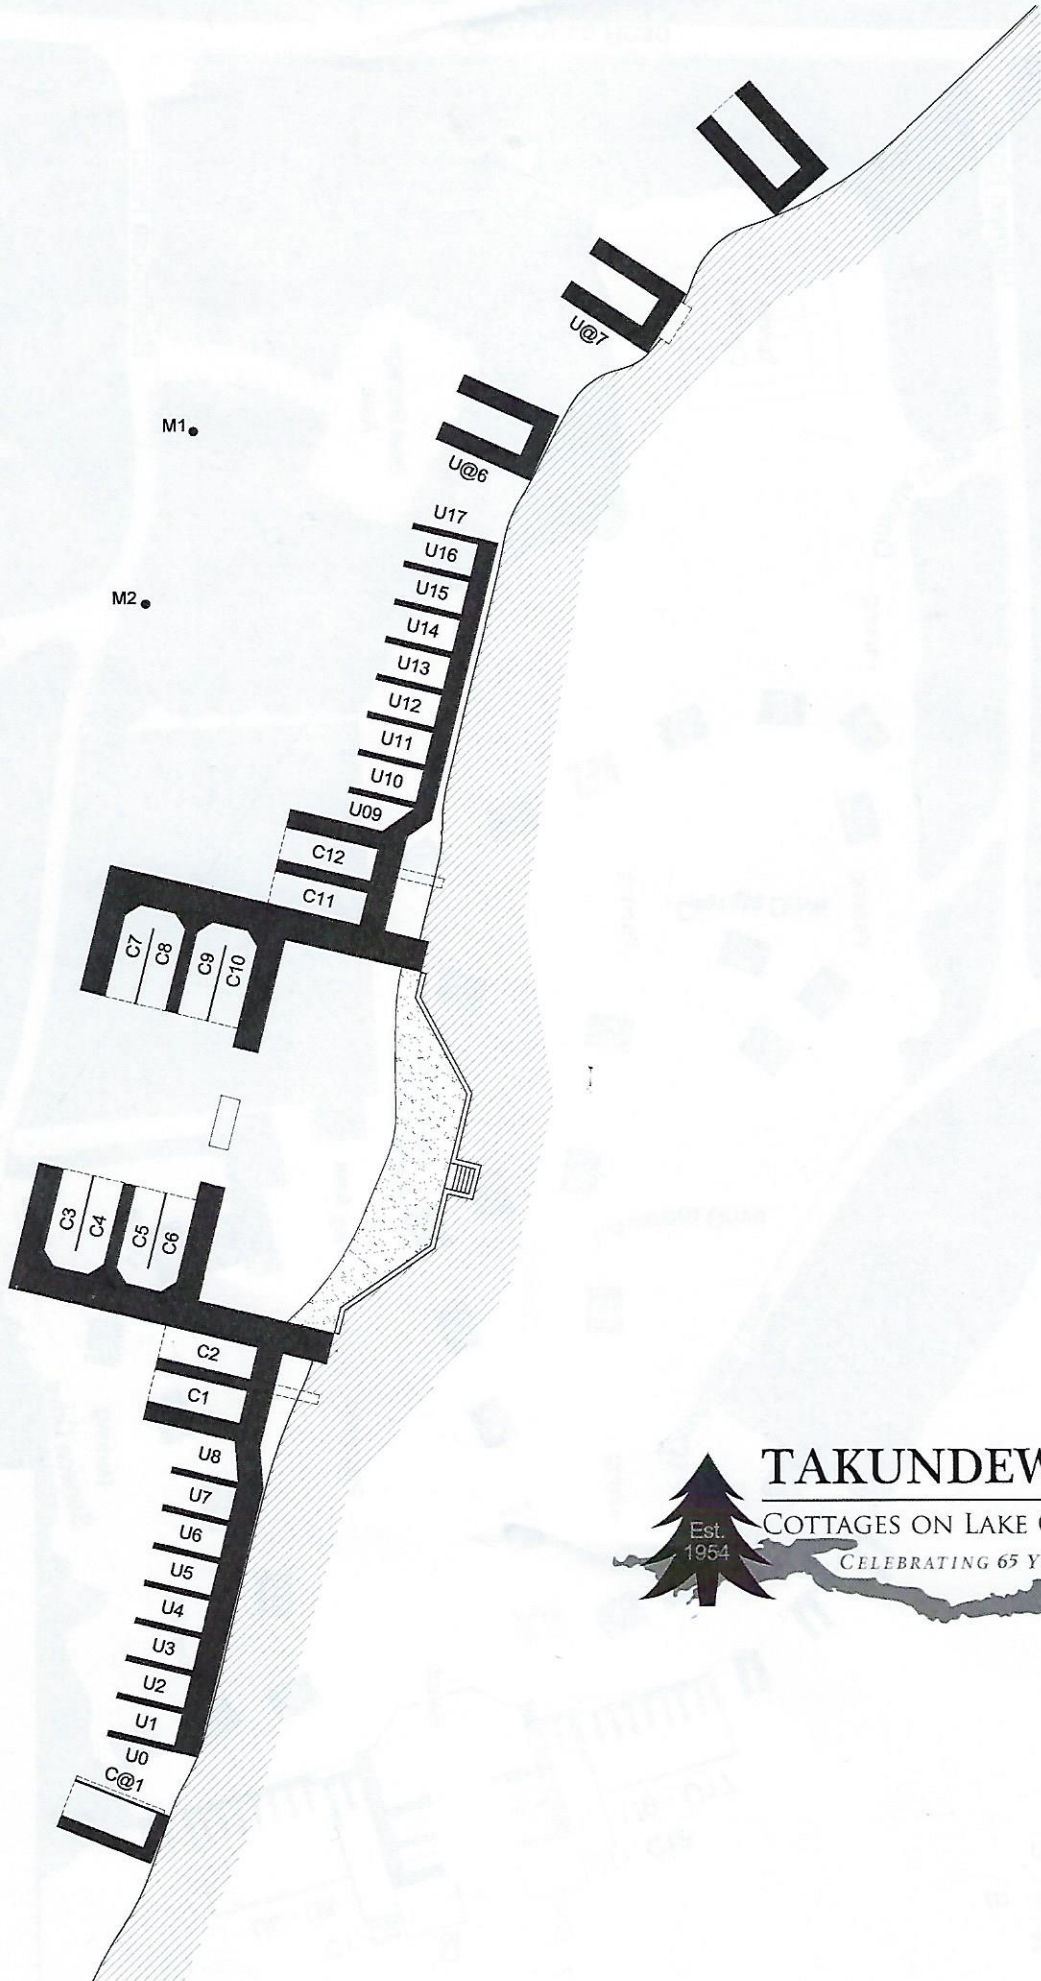 U@7
M1
U@6
U17
U16
M2
U15
U14
U13
U12
U11
U10
U09
C12
C11
C7
C8
C9
C10
C3
C4
C5
C6
C2
C1
U8
U7
U6
U5
U4
U3
U2
U1
U0
C@1
TAKUNDEW
Est.
1954
COTTAGES ON LAKE
CELEBRATING 65 Y